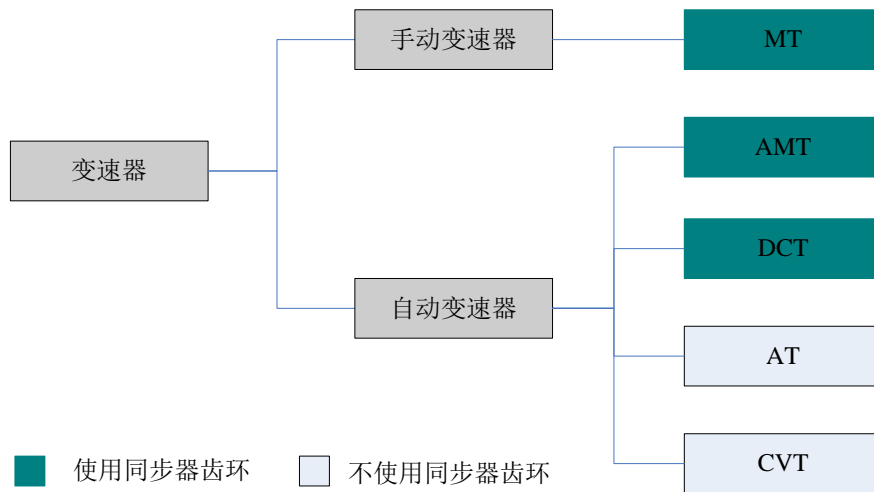 手动变速器
MT
变速器
AMT
DCT
自动变速器
AT
CVT
使用同步器齿环
不使用同步器齿环